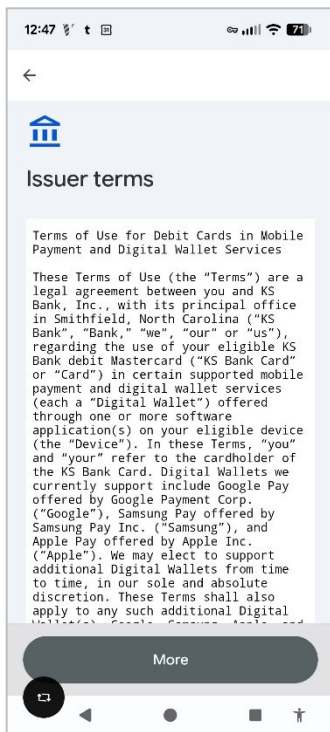 12:47 t 31 71
Issuer terms
Terms of Use for Debit Cards in Mobile
Payment and Digital Wallet Services
These Terms of Use (the “Terms”) are a
legal agreement between you and KS
Bank, Inc., with its principal office
in Smithfield, North Carolina (“KS
Bank”, “Bank,” “we”, “our” or “us”),
regarding the use of your eligible KS
Bank debit Mastercard (“KS Bank Card”
or “Card”) in certain supported mobile
payment and digital wallet services
(each a “Digital Wallet”) offered
through one or more software
application(s) on your eligible device
(the “Device”). In these Terms, “you”
and “your” refer to the cardholder of
the KS Bank Card. Digital Wallets we
currently support include Google Pay
offered by Google Payment Corp.
(“Google”), Samsung Pay offered by
Samsung Pay Inc. (“Samsung”), and
Apple Pay offered by Apple Inc.
(“Apple”). We may elect to support
additional Digital Wallets from time
to time, in our sole and absolute
discretion. These Terms shall also
apply to any such additional Digital
Wallet(s). Google, Samsung, Apple, and
More